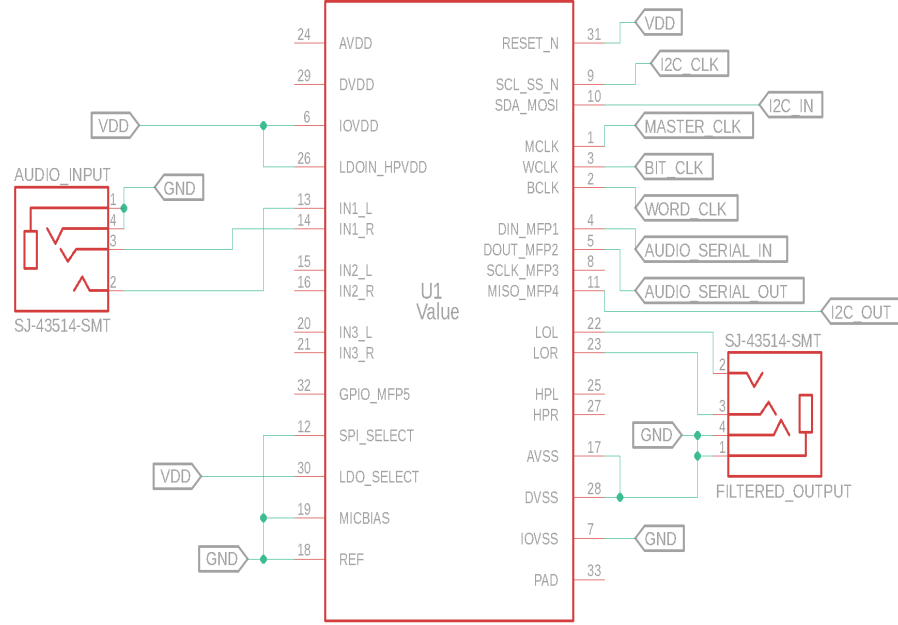 24 AVDD
29 DVDD
VDD 6 IOVDD
26 LDOIN_HPVDD
AUDIO_INPUT
GND
1
4
3
2
SJ-43514-SMT
13 IN1_L
14 IN1_R
15 IN2_L
16 IN2_R
20 IN3_L
21 IN3_R
32 GPIO_MFP5
12 SPI_SELECT
VDD 30 LDO_SELECT
19 MICBIAS
GND 18 REF
U1
Value
RESET_N 31 VDD
SCL_SS_N 9 I2C_CLK
SDA_MOSI 10 I2C_IN
MCLK 1 MASTER_CLK
WCLK 3 BIT_CLK
BCLK 2 WORD_CLK
DIN_MFP1 4 AUDIO_SERIAL_IN
DOUT_MFP2 5 AUDIO_SERIAL_OUT
SCLK_MFP3 8
MISO_MFP4 11 I2C_OUT
LOL 22
LOR 23
HPL 25
HPR 27
AVSS 17
DVSS 28
IOVSS 7 GND
PAD 33
SJ-43514-SMT
2
3
GND 4
1
FILTERED_OUTPUT